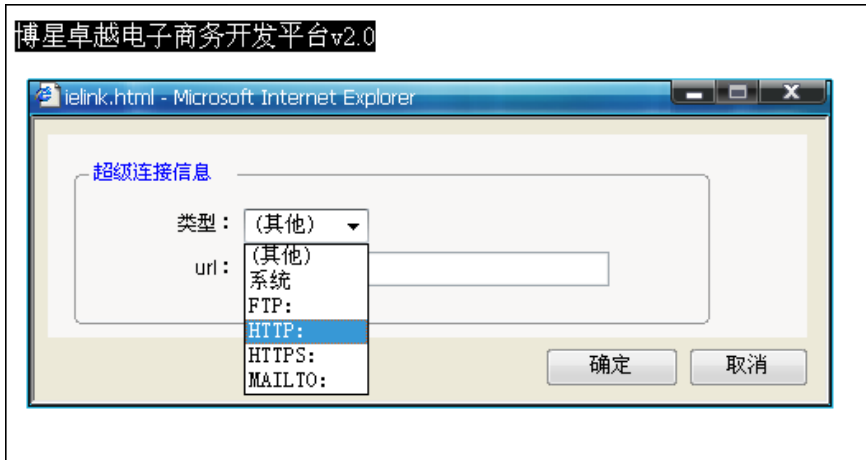 博星卓越电子商务开发平台v2.0
ielink.html - Microsoft Internet Explorer
超级连接信息
类型： (其他)
url：
(其他)
系统
FTP:
HTTP:
HTTPS:
MAILTO:
确定 取消